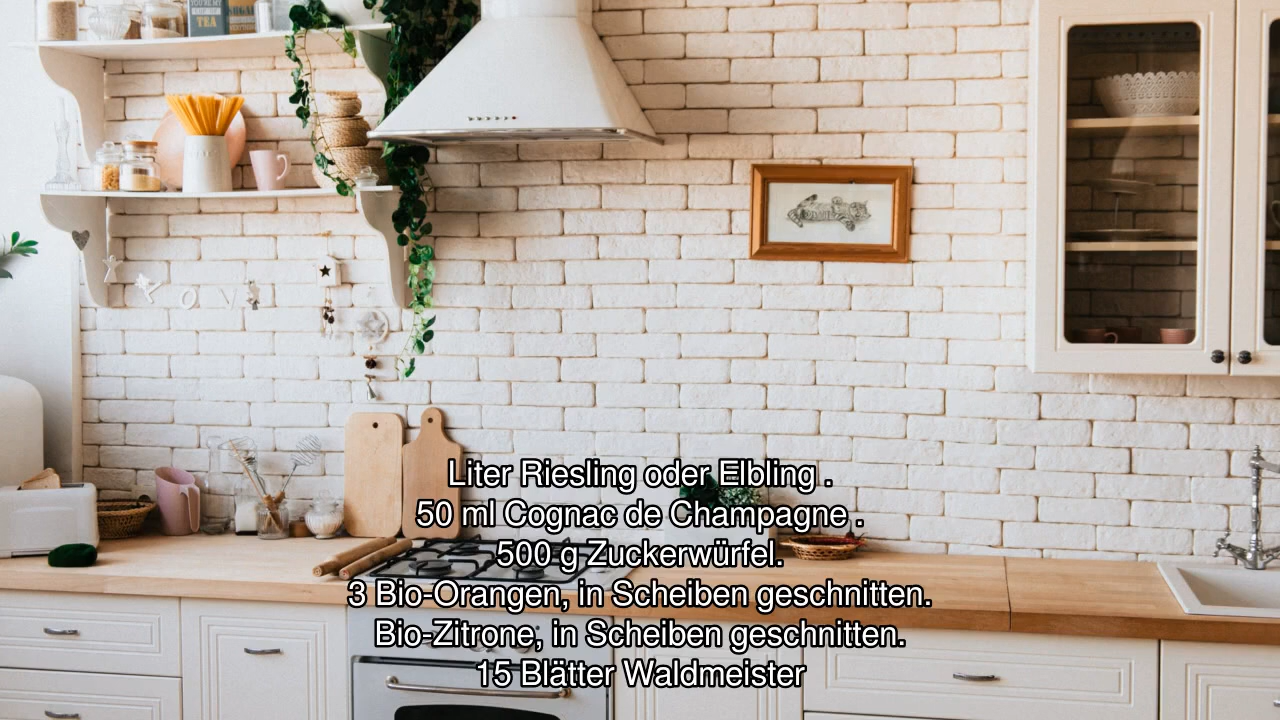 TEA
Liter Riesling oder Elbling .
50 ml Cognac de Champagne .
500 g Zuckerwürfel.
3 Bio-Orangen, in Scheiben geschnitten.
Bio-Zitrone, in Scheiben geschnitten.
15 Blätter Waldmeister